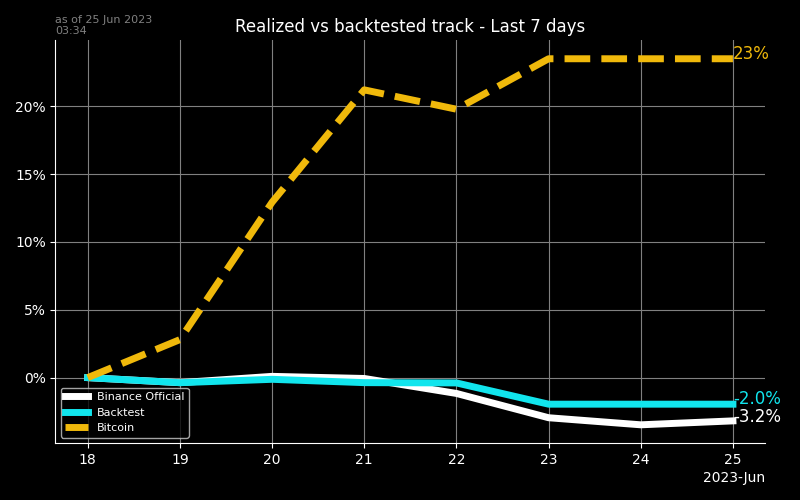 as of 25 Jun 2023
03:34
Realized vs backtested track - Last 7 days
23%
20%
15%
10%
5%
0%
-2.0%
-3.2%
Binance Official
Backtest
Bitcoin
18 19 20 21 22 23 24 25
2023-Jun